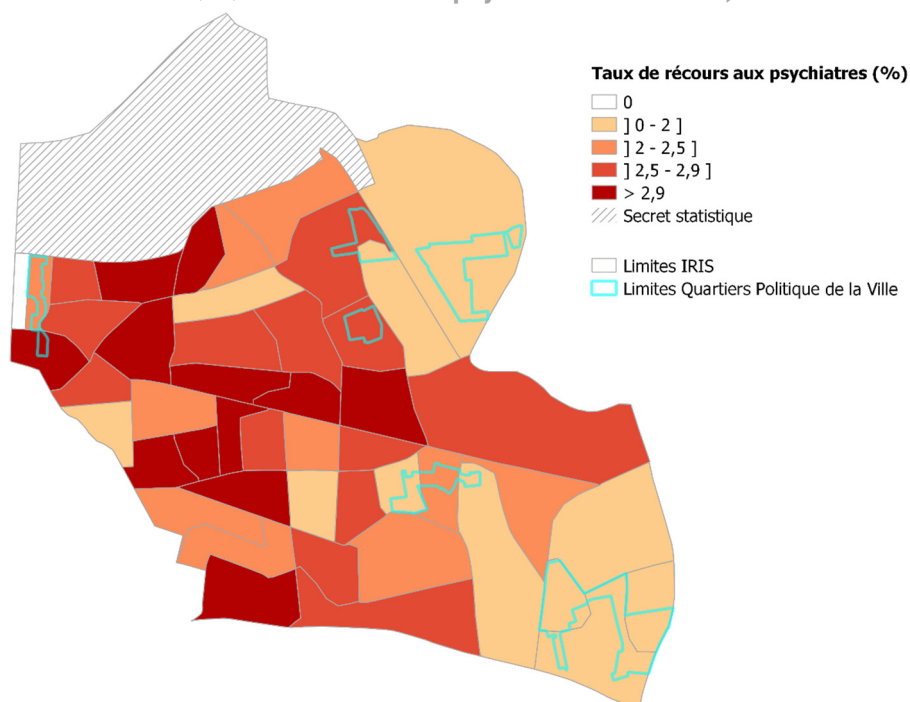 Taux de récours aux psychiatres (%)
0
] 0 - 2 ]
] 2 - 2,5 ]
] 2,5 - 2,9 ]
> 2,9
Secret statistique
Limites IRIS
Limites Quartiers Politique de la Ville